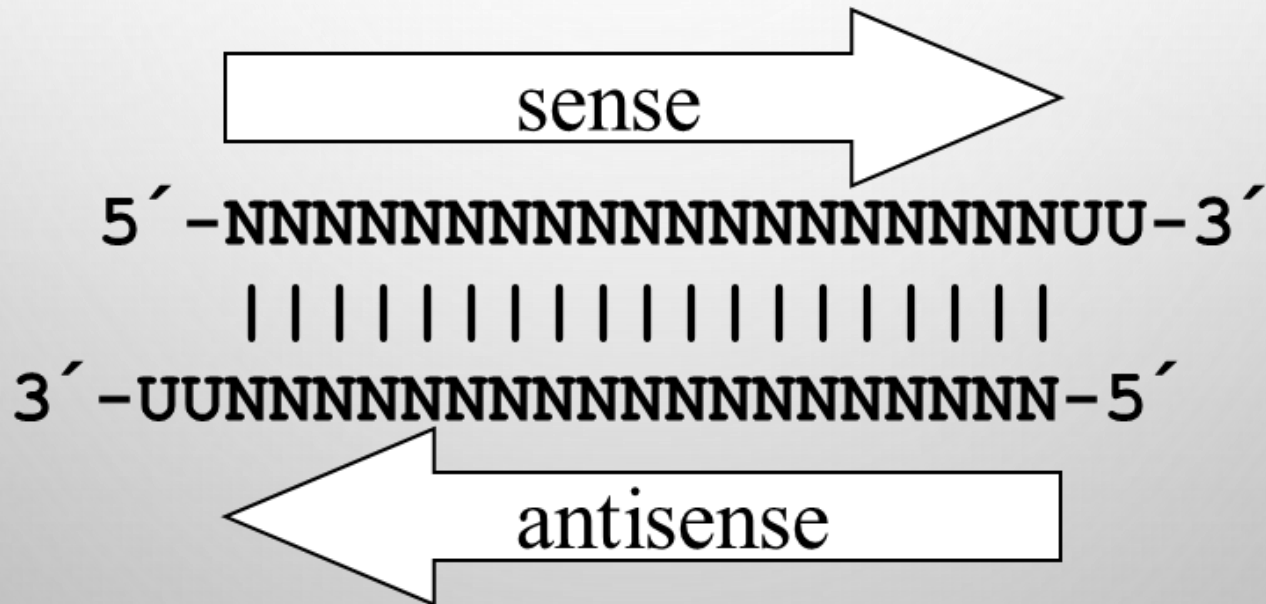 sense
5´-NNNNNNNNNNNNNNNNNNNUU-3´
| | | | | | | | | | | | | | | | | | |
3´-UUNNNNNNNNNNNNNNNNNNN-5´
antisense